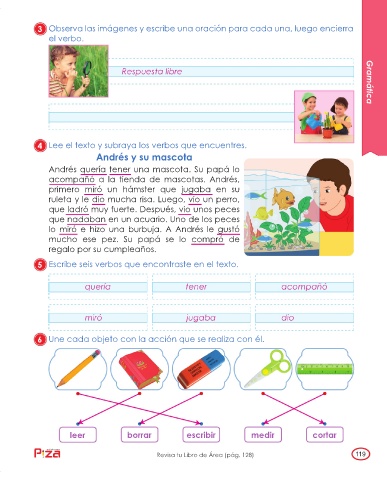 3 Observa las imágenes y escribe una oración para cada una, luego encierra
el verbo.
Respuesta libre
Gramática
4 Lee el texto y subraya los verbos que encuentres.
Andrés y su mascota
Andrés quería tener una mascota. Su papá lo
acompañó a la tienda de mascotas. Andrés,
primero miró un hámster que jugaba en su
ruleta y le dio mucha risa. Luego, vio un perro,
que ladró muy fuerte. Después, vio unos peces
que nadaban en un acuario. Uno de los peces
lo miró e hizo una burbuja. A Andrés le gustó
mucho ese pez. Su papá se lo compró de
regalo por su cumpleaños.
5 Escribe seis verbos que encontraste en el texto.
quería tener acompañó
miró jugaba dio
6 Une cada objeto con la acción que se realiza con él.
leer borrar escribir medir cortar
Piza
Revisa tu Libro de Área (pág. 128)
119